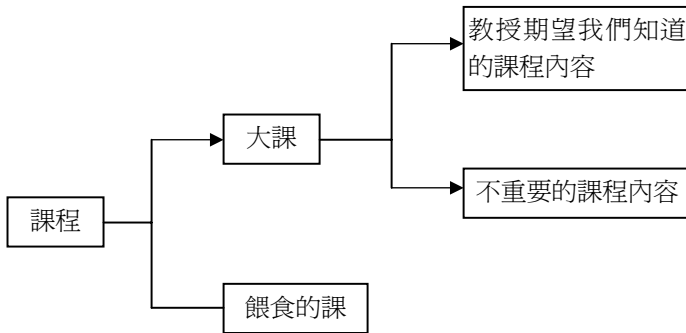 教授期望我們知道
的課程內容
大課
不重要的課程內容
課程
餵食的課